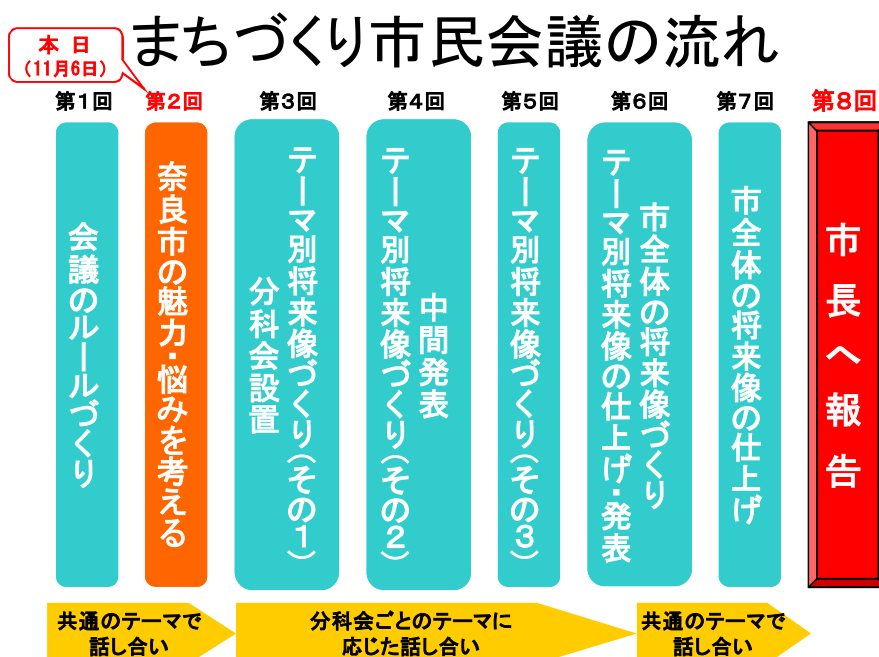 まちづくり市民会議の流れ
本 日
（11月6日）
第１回
第２回
第３回
第４回
第５回
第６回
第７回
第８回
会議のルールづくり
奈良市の魅力・悩みを考える
テーマ別将来像づくり（その１）
分科会設置
中間発表
テーマ別将来像づくり（その２）
テーマ別将来像づくり（その３）
市全体の将来像づくり
テーマ別将来像の仕上げ・発表
市全体の将来像の仕上げ
市長へ報告
共通のテーマで
話し合い
分科会ごとのテーマに
応じた話し合い
共通のテーマで
話し合い